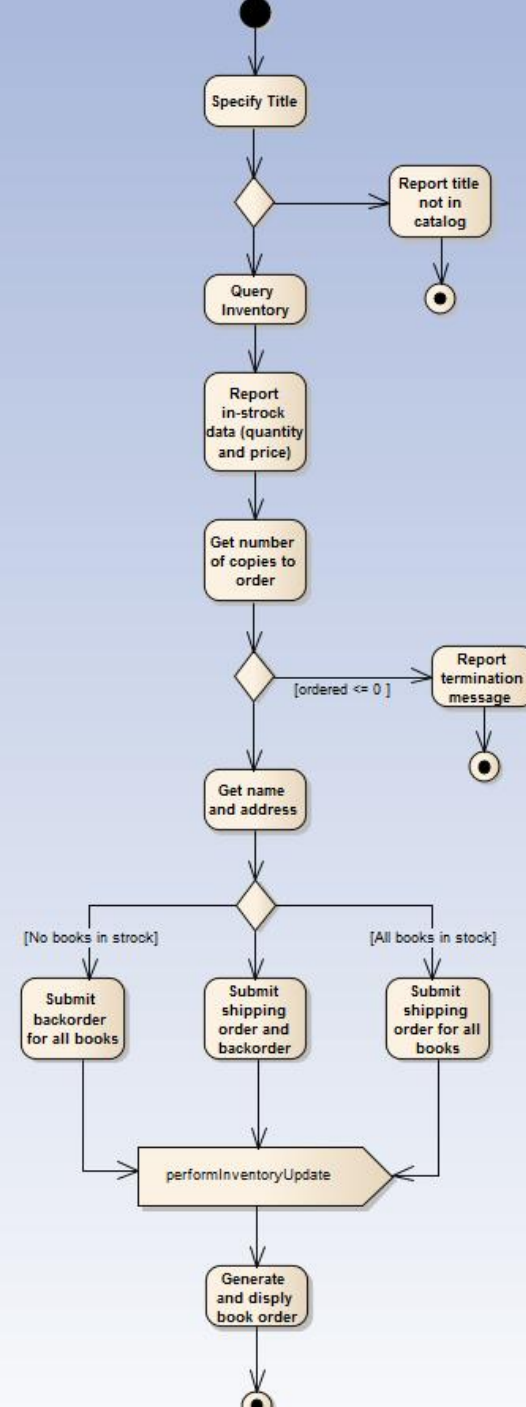 Specify Title
Report title
not in
catalog
Query
Inventory
Report
in-strock
data (quantity
and price)
Get number
of copies to
order
[ordered <= 0 ]
Report
termination
message
Get name
and address
[No books in strock]
[All books in stock]
Submit
backorder
for all books
Submit
shipping
order and
backorder
Submit
shipping
order for all
books
performInventoryUpdate
Generate
and disply
book order